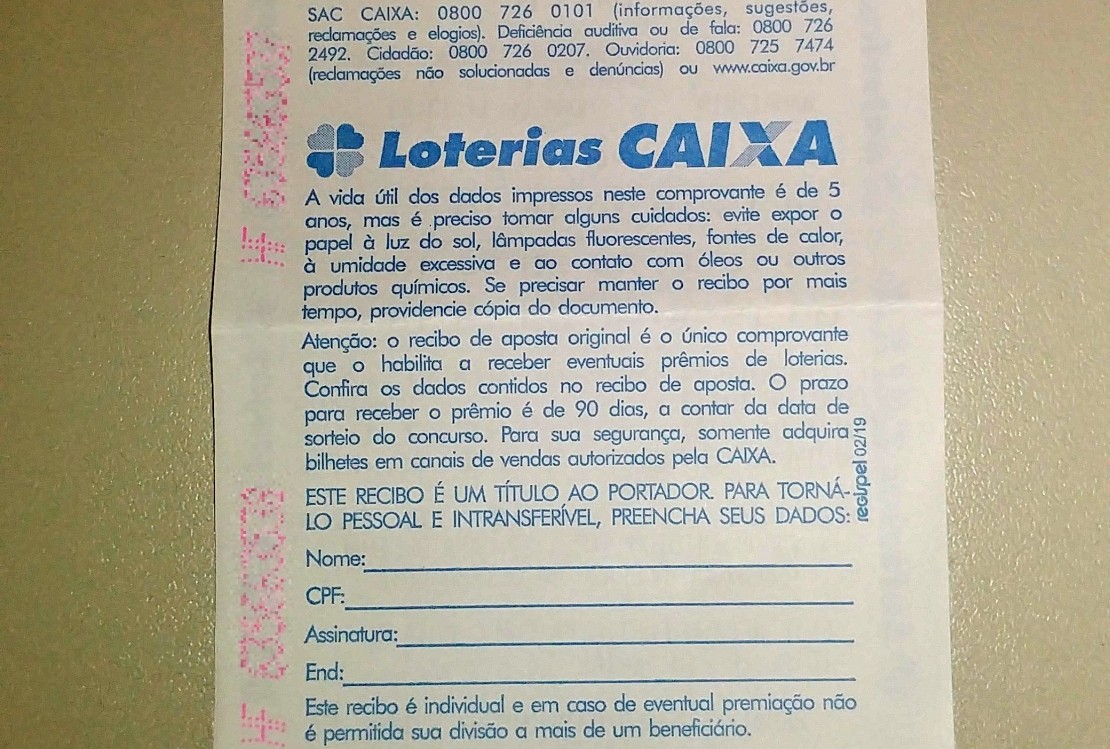 SAC CAIXA: 0800 726 0101 (informações, sugestões,
reclamações e elogios). Deficiência auditiva ou de fala: 0800 726
2492. Cidadão: 0800 726 0207. Ouvidoria: 0800 725 7474
(reclamações não solucionadas e denúncias) ou www.caixa.gov.br
Loterias CAIXA
A vida útil dos dados impressos neste comprovante é de 5
anos, mas é preciso tomar alguns cuidados: evite expor o
papel à luz do sol, lâmpadas fluorescentes, fontes de calor,
à umidade excessiva e ao contato com óleos ou outros
produtos químicos. Se precisar manter o recibo por mais
tempo, providencie cópia do documento.
Atenção: o recibo de aposta original é o único comprovante
que o habilita a receber eventuais prêmios de loterias.
Confira os dados contidos no recibo de aposta. O prazo
para receber o prêmio é de 90 dias, a contar da data de
sorteio do concurso. Para sua segurança, somente adquira
bilhetes em canais de vendas autorizados pela CAIXA.
regispel 02/19
ESTE RECIBO É UM TÍTULO AO PORTADOR. PARA TORNÁ-
LO PESSOAL E INTRANSFERÍVEL, PREENCHA SEUS DADOS:
Nome:
CPF:
Assinatura:
End:
Este recibo é individual e em caso de eventual premiação não
é permitida sua divisão a mais de um beneficiário.